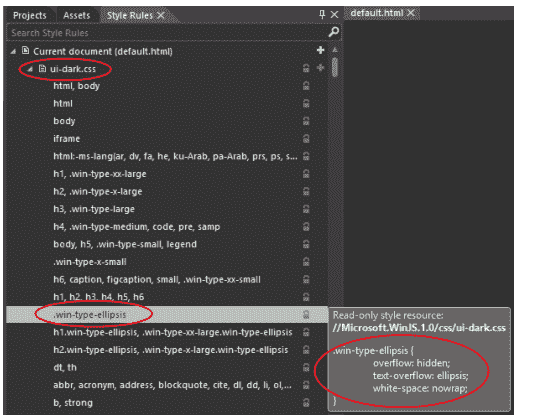 Projects Assets Style Rules default.html
Search Style Rules
Current document (default.html)
ui-dark.css
html, body
html
body
iframe
html:-ms-lang(ar, dv, fa, he, ku-Arab, pa-Arab, prs, ps, s...
h1, .win-type-xx-large
h2, .win-type-x-large
h3, .win-type-large
h4, .win-type-medium, code, pre, samp
body, h5, .win-type-small, legend
.win-type-x-small
h6, caption, figcaption, small, .win-type-xx-small
h1, h2, h3, h4, h5, h6
.win-type-ellipsis
h1.win-type-ellipsis, .win-type-xx-large.win-type-ellipsis
h2.win-type-ellipsis, .win-type-x-large.win-type-ellipsis
dt, th
abbr, acronym, address, blockquote, cite, dl, dd, li, ol,...
b, strong
Read-only style resource:
//Microsoft.WinJS.1.0/css/ui-dark.css
.win-type-ellipsis {
overflow: hidden;
text-overflow: ellipsis;
white-space: nowrap;
}